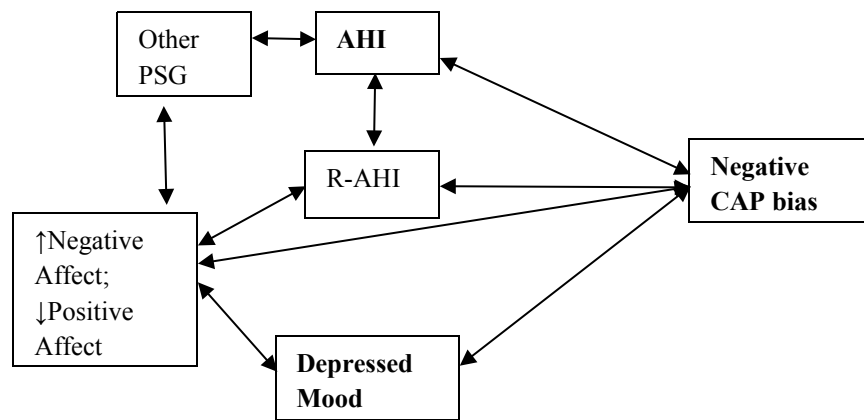 Other
PSG
AHI
R-AHI
Negative
CAP bias
↑Negative
Affect;
↓Positive
Affect
Depressed
Mood